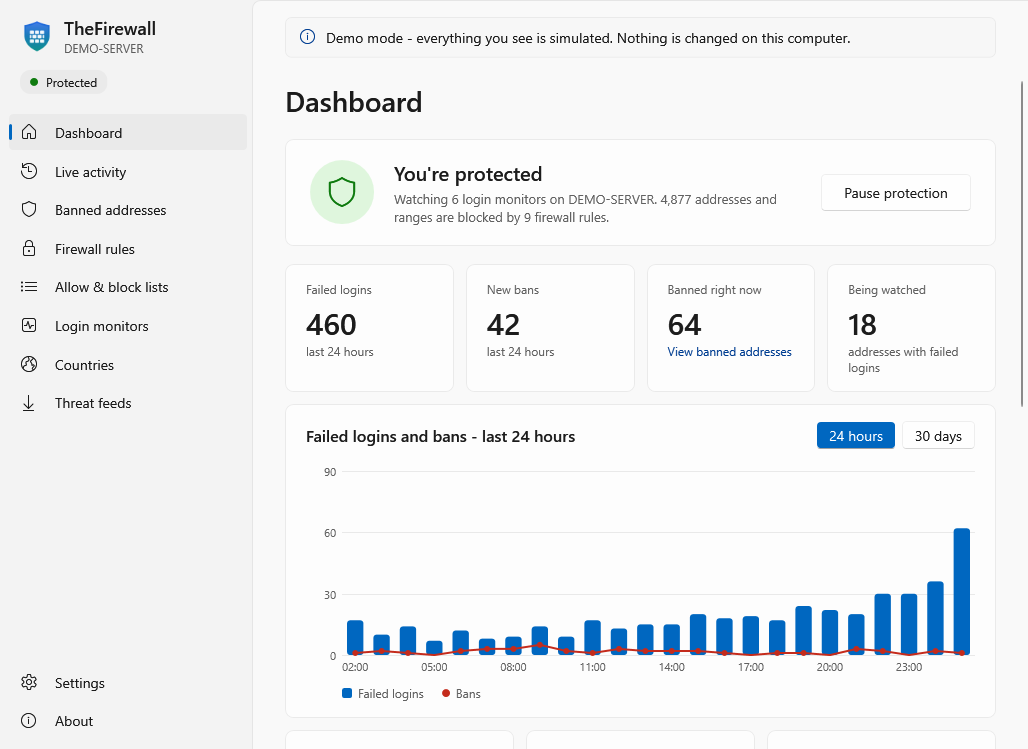 TheFirewall
DEMO-SERVER
Protected
Dashboard
Live activity
Banned addresses
Firewall rules
Allow & block lists
Login monitors
Countries
Threat feeds
Settings
About
Demo mode - everything you see is simulated. Nothing is changed on this computer.
Dashboard
You're protected
Watching 6 login monitors on DEMO-SERVER. 4,877 addresses and
ranges are blocked by 9 firewall rules.
Pause protection
Failed logins
460
last 24 hours
New bans
42
last 24 hours
Banned right now
64
View banned addresses
Being watched
18
addresses with failed
logins
Failed logins and bans - last 24 hours
24 hours
30 days
90
60
30
0
02:00 05:00 08:00 11:00 14:00 17:00 20:00 23:00
Failed logins
Bans